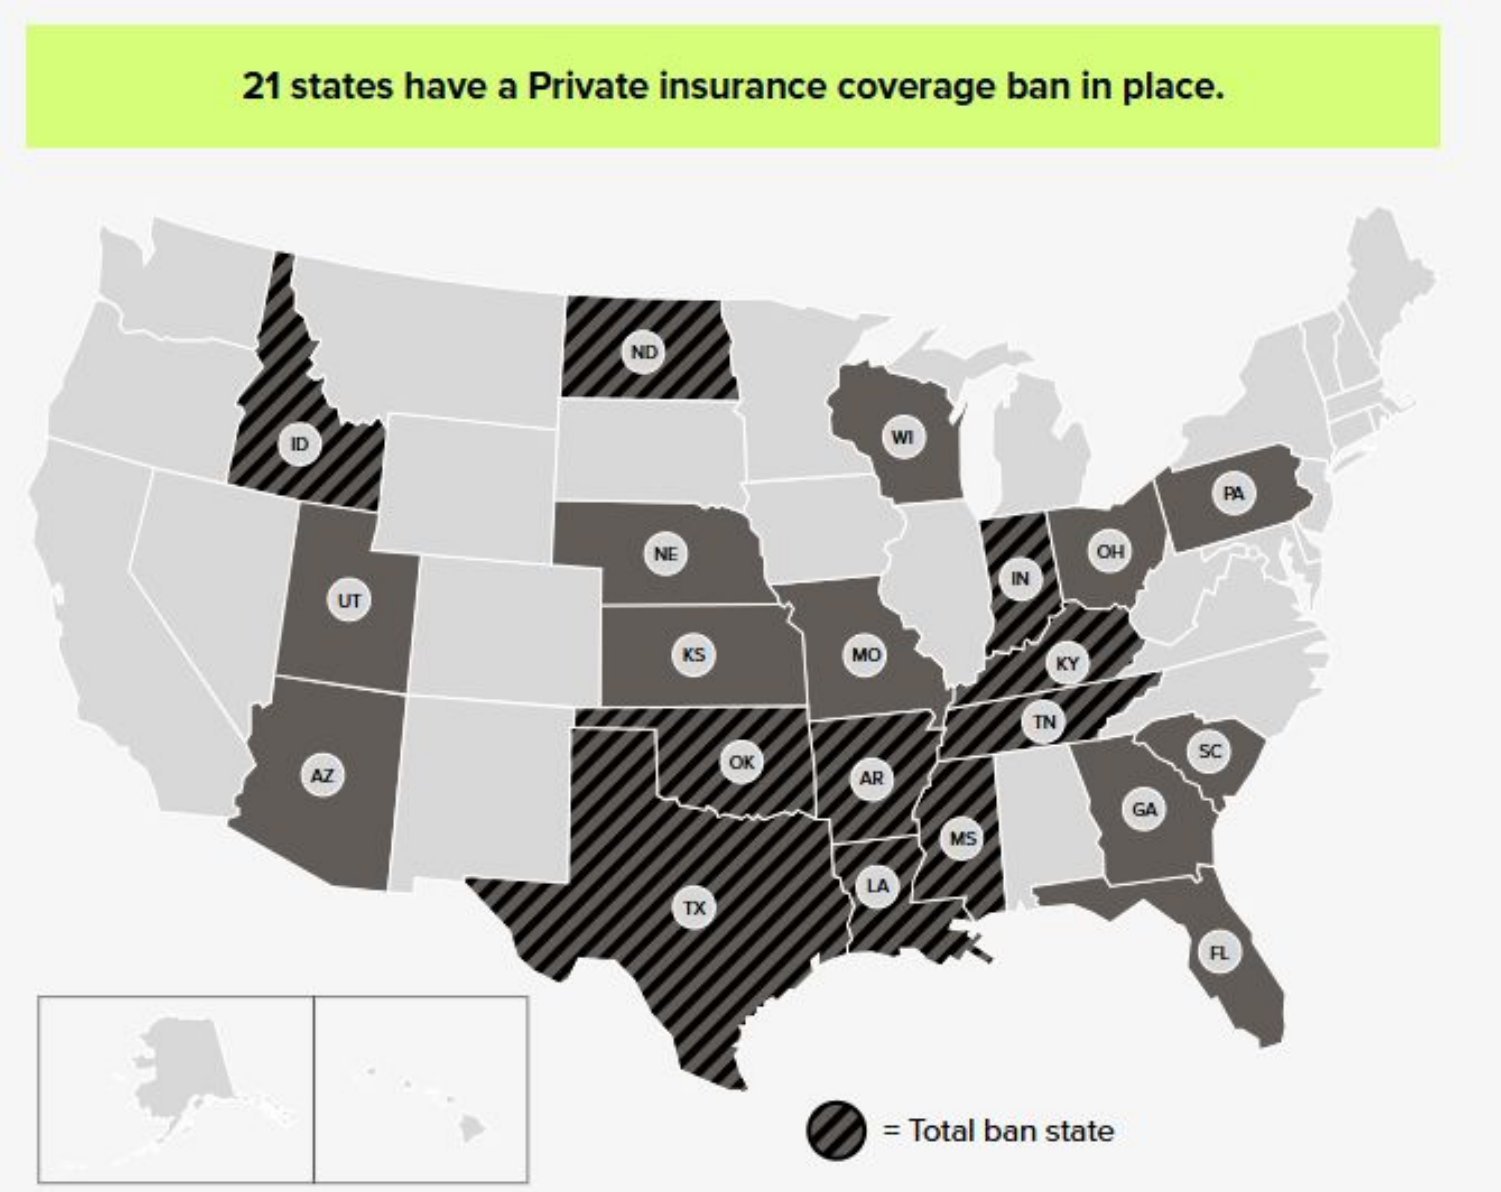 21 states have a Private insurance coverage ban in place.
ND
WI
ID
PA
NE
OH
IN
UT
KS
MO
KY
TN
SC
OK
AZ
AR
GA
MS
LA
TX
FL
= Total ban state